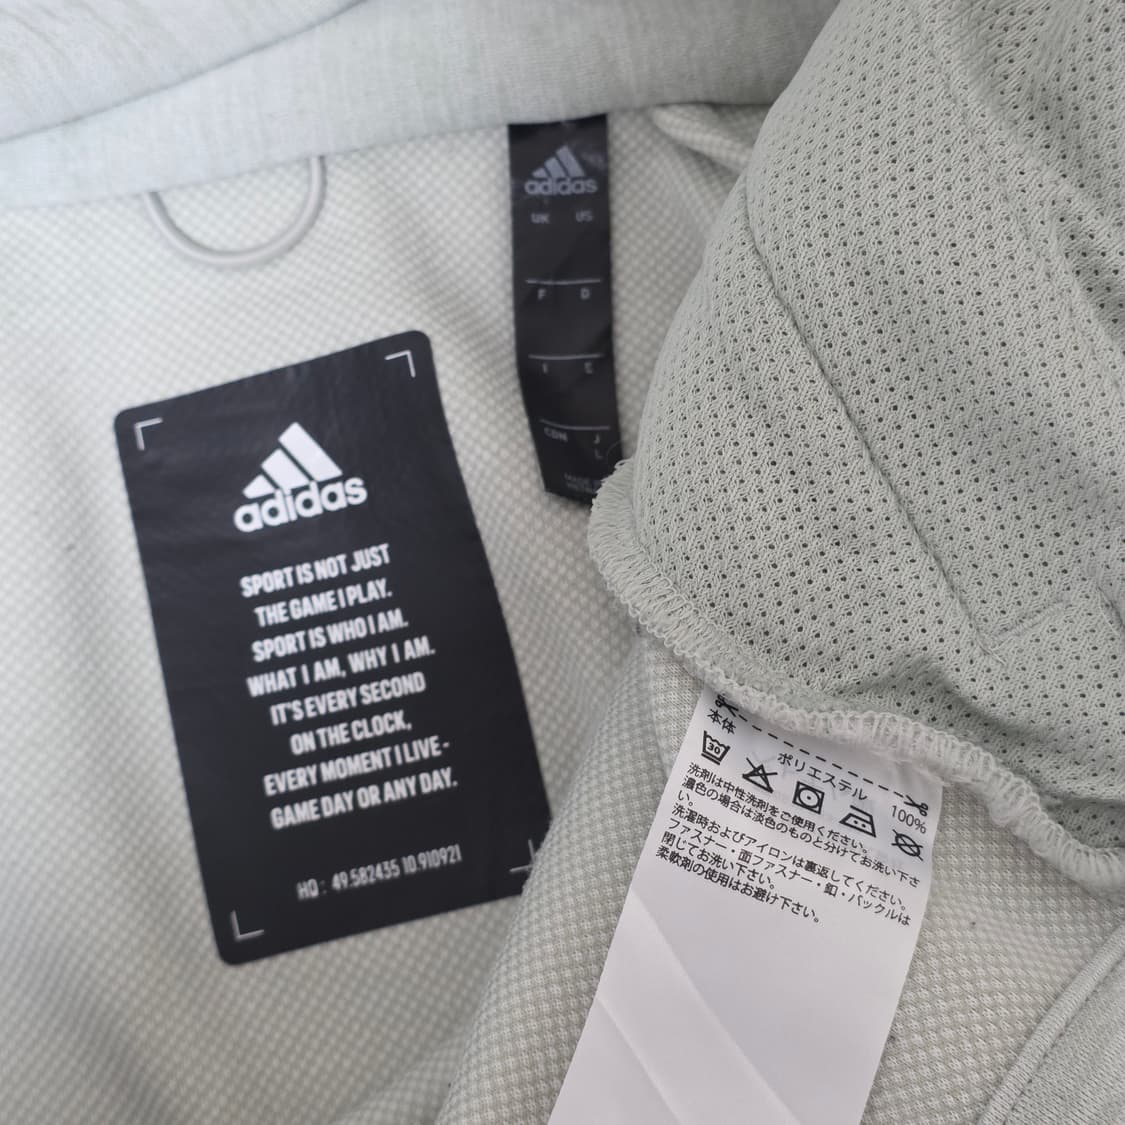 adidas
SPORT IS NOT JUST
THE GAME I PLAY.
SPORT IS WHO I AM.
WHAT I AM, WHY I AM.
IT'S EVERY SECOND
ON THE CLOCK,
EVERY MOMENT I LIVE -
GAME DAY OR ANY DAY.
HQ: 49.582435 10.910921
adidas
UK US
F D
I E
CDN J
L
MADE
本体
ポリエステル 100%
30
洗剤は中性洗剤をご使用ください。
濃色の場合は淡色のものと分けてお洗い下さ
い。
洗濯時およびアイロンは裏返してください。
ファスナー・面ファスナー・釦・バックルは
閉じてお洗い下さい。
柔軟剤の使用はお避け下さい。